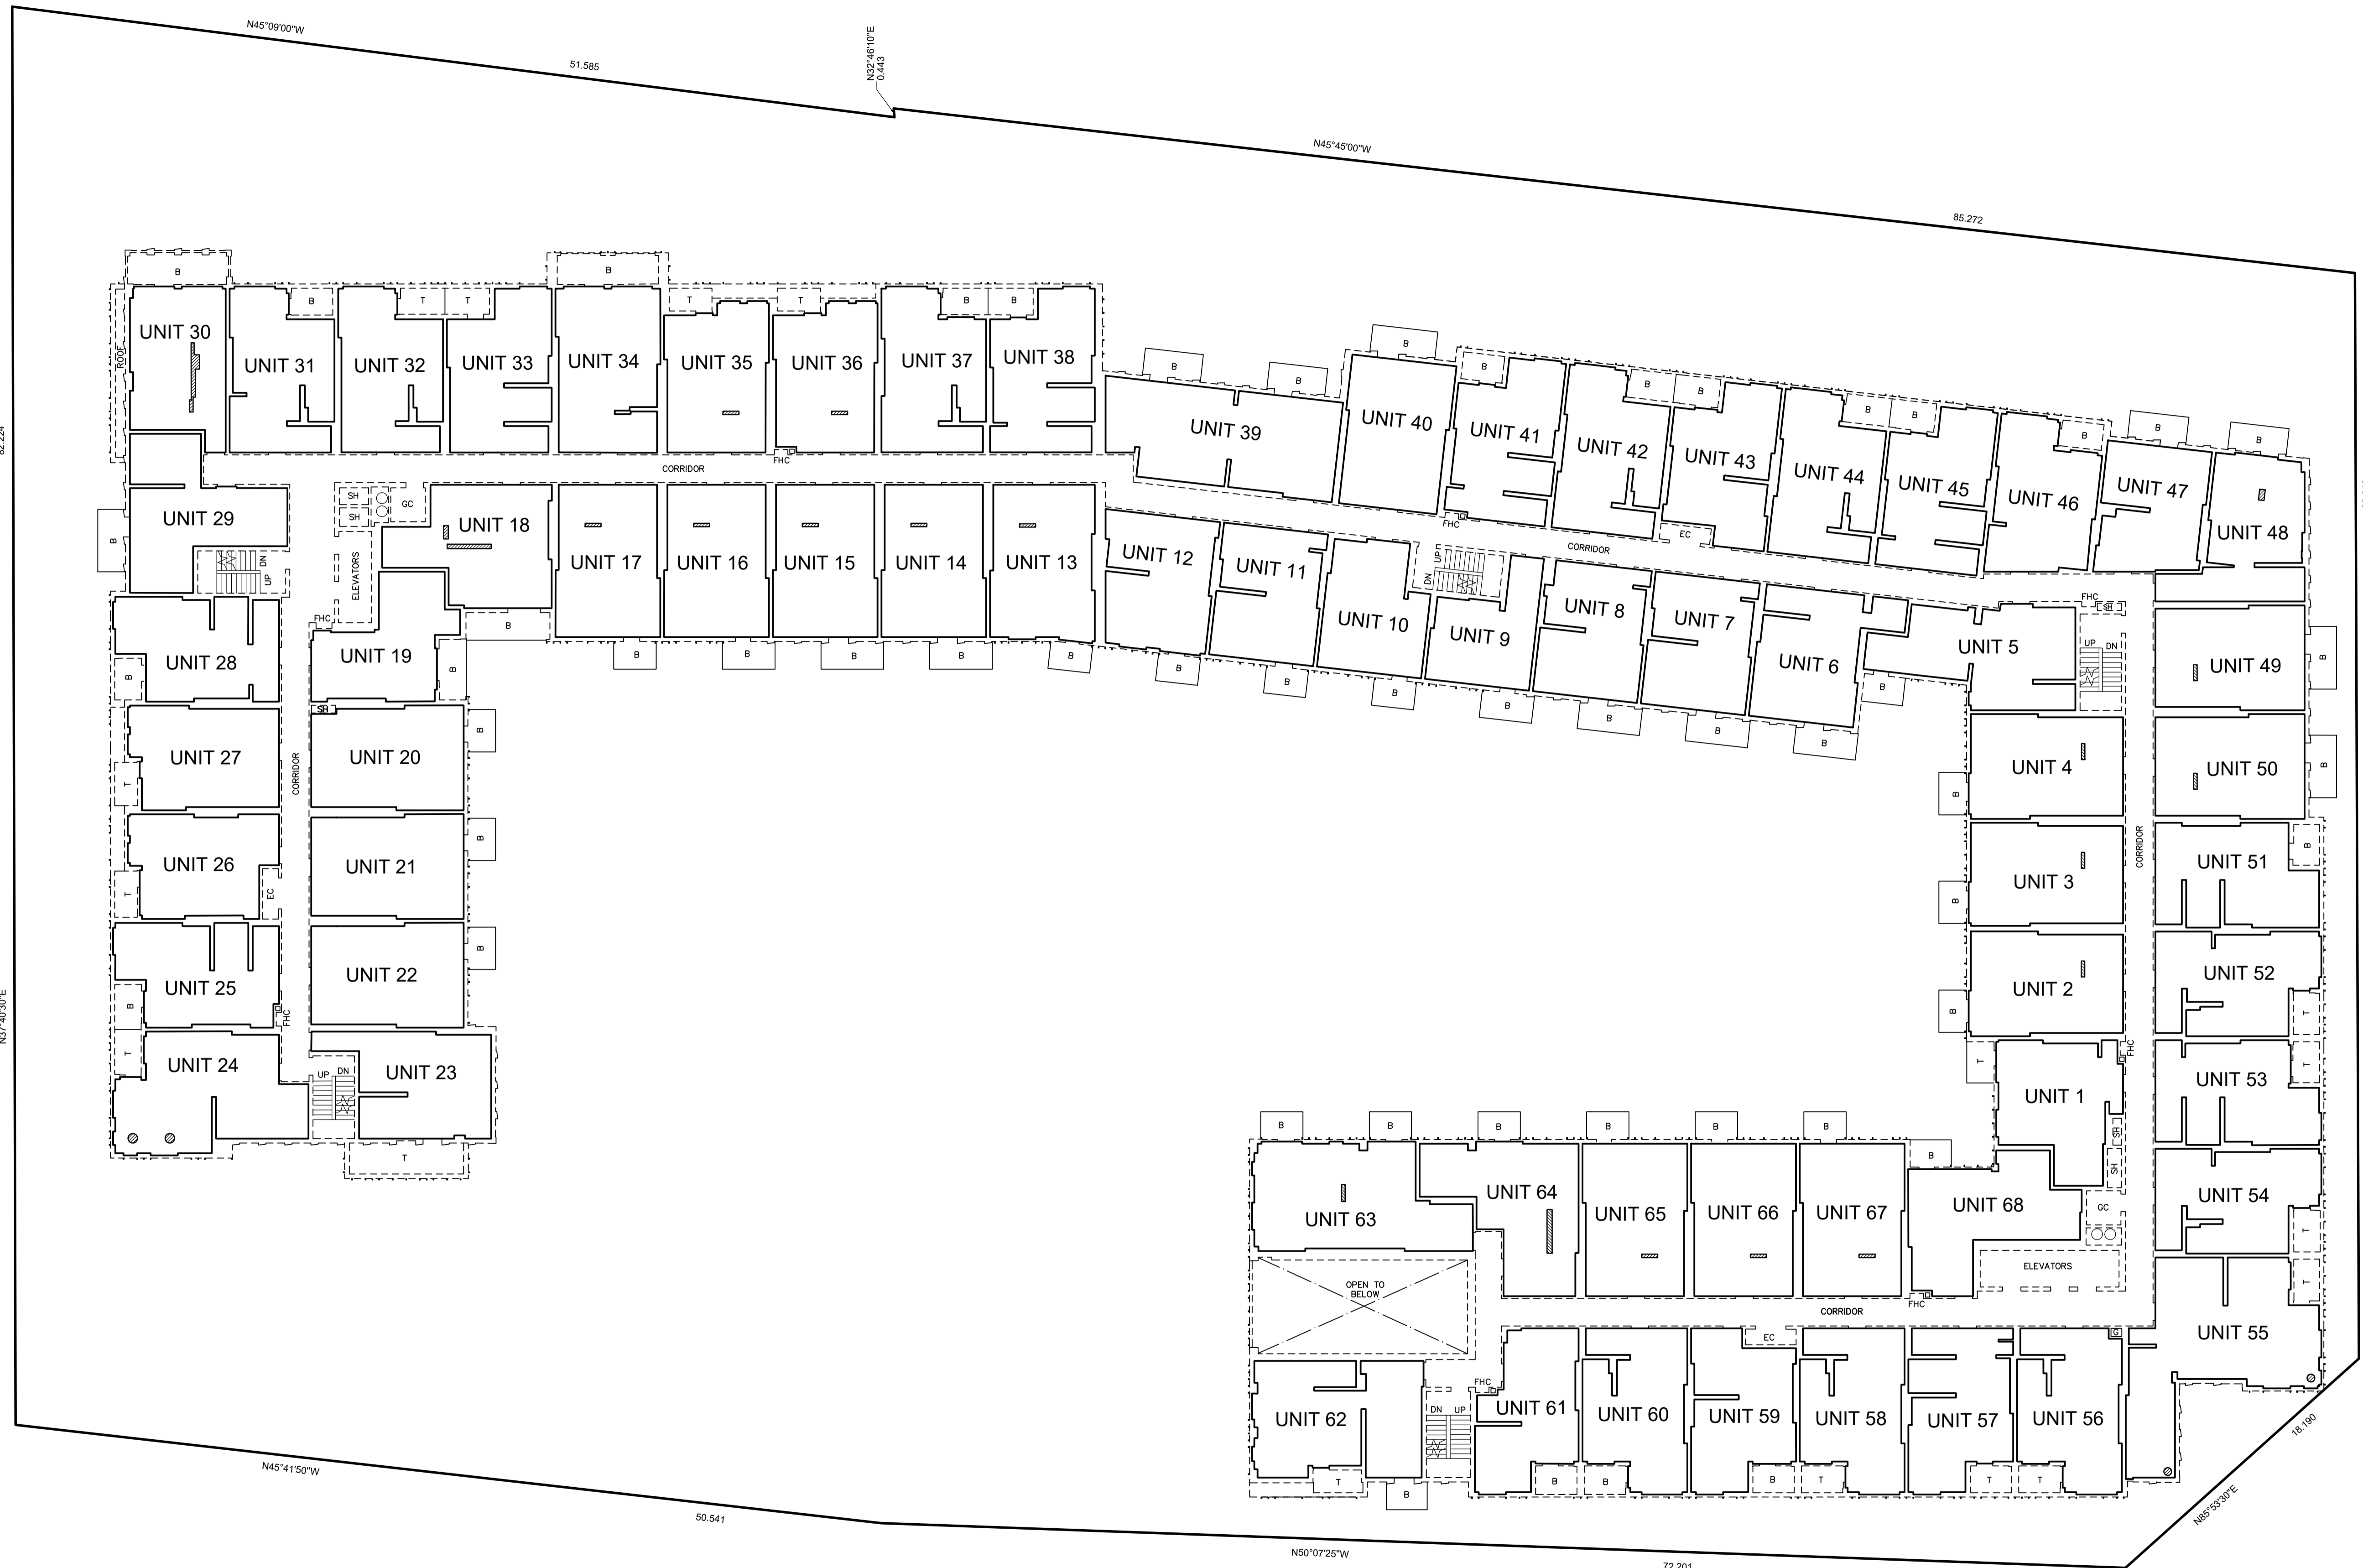 N45°09'00"W
51.585
N32°46'10"E
0.443
N45°45'00"W
85.272
82.224
N37°40'30"E
B
B
ROOF
UNIT 30
UNIT 31
B
UNIT 32
T
T
UNIT 33
UNIT 34
T
UNIT 35
T
UNIT 36
UNIT 37
B
B
UNIT 38
B
B
UNIT 39
B
UNIT 40
B
UNIT 41
UNIT 42
B
B
UNIT 43
UNIT 44
B
B
UNIT 45
UNIT 46
B
B
UNIT 47
B
UNIT 48
CORRIDOR
FHC
FHC
CORRIDOR
EC
B
UNIT 29
SH
SH
GC
ELEVATORS
DN
UP
UNIT 18
B
UNIT 17
UNIT 16
UNIT 15
UNIT 14
UNIT 13
UNIT 12
UNIT 11
UNIT 10
UP
DN
UNIT 9
UNIT 8
UNIT 7
UNIT 6
UNIT 5
FHC
SH
UP
DN
B
B
B
B
B
B
B
B
B
B
B
B
B
UNIT 28
B
FHC
UNIT 19
B
SH
UNIT 27
T
CORRIDOR
UNIT 20
B
UNIT 26
T
EC
UNIT 21
B
UNIT 25
B
FHC
UNIT 22
B
T
UNIT 24
UP
DN
UNIT 23
T
UNIT 49
B
UNIT 4
B
UNIT 50
B
CORRIDOR
UNIT 3
B
UNIT 51
B
UNIT 2
B
UNIT 52
T
T
UNIT 1
FHC
SH
SH
UNIT 53
T
UNIT 54
T
B
B
B
B
B
B
B
UNIT 63
UNIT 64
UNIT 65
UNIT 66
UNIT 67
UNIT 68
GC
ELEVATORS
T
UNIT 55
OPEN TO
BELOW
CORRIDOR
FHC
EC
G
FHC
UNIT 62
DN
UP
UNIT 61
UNIT 60
UNIT 59
UNIT 58
UNIT 57
UNIT 56
T
B
B
B
B
T
T
T
18.190
N85°53'30"E
N45°41'50"W
50.541
N50°07'25"W
72.201